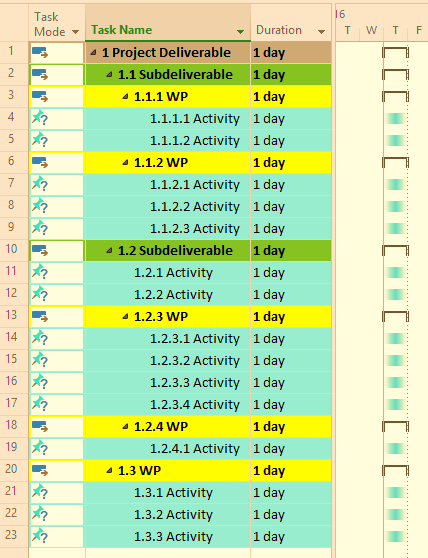 Task Mode Task Name Duration I6 T W T F
1 1 Project Deliverable 1 day
2 1.1 Subdeliverable 1 day
3 1.1.1 WP 1 day
4 1.1.1.1 Activity 1 day
5 1.1.1.2 Activity 1 day
6 1.1.2 WP 1 day
7 1.1.2.1 Activity 1 day
8 1.1.2.2 Activity 1 day
9 1.1.2.3 Activity 1 day
10 1.2 Subdeliverable 1 day
11 1.2.1 Activity 1 day
12 1.2.2 Activity 1 day
13 1.2.3 WP 1 day
14 1.2.3.1 Activity 1 day
15 1.2.3.2 Activity 1 day
16 1.2.3.3 Activity 1 day
17 1.2.3.4 Activity 1 day
18 1.2.4 WP 1 day
19 1.2.4.1 Activity 1 day
20 1.3 WP 1 day
21 1.3.1 Activity 1 day
22 1.3.2 Activity 1 day
23 1.3.3 Activity 1 day